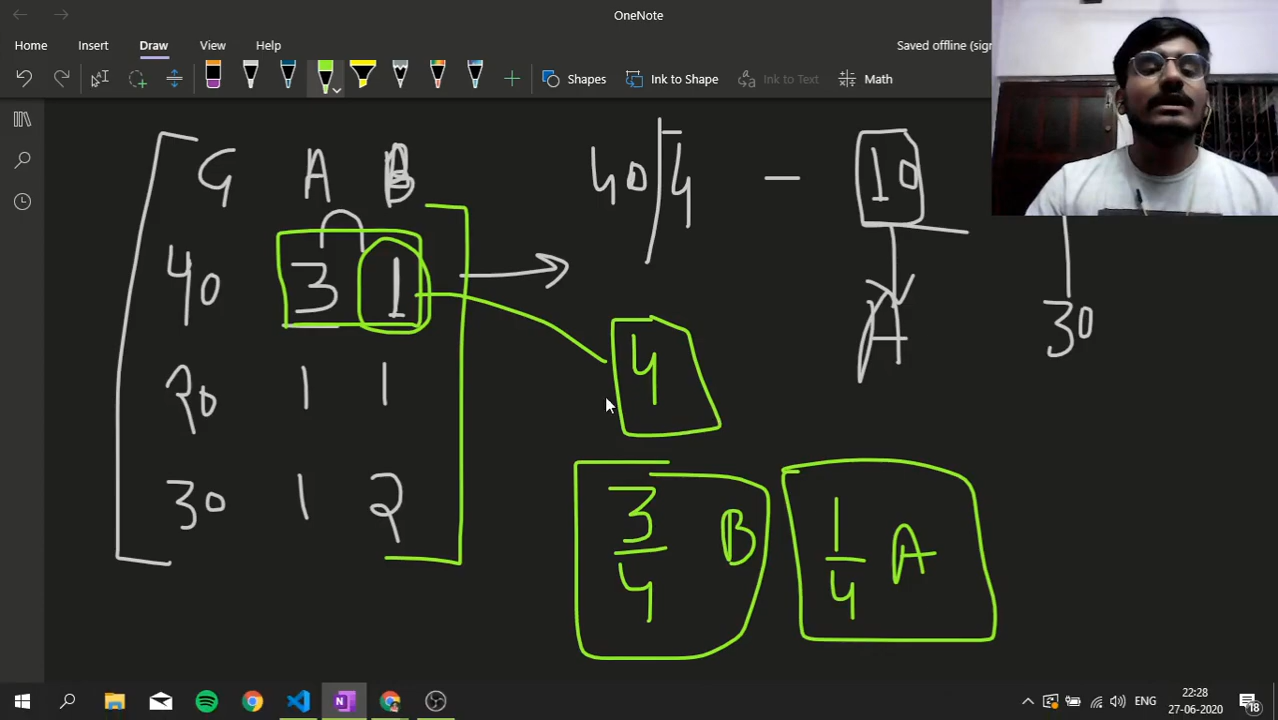 OneNote
Home Insert Draw View Help
Saved offline (sig
Shapes Ink to Shape Ink to Text Math
G A B
40 3 1
20 1 1
30 1 2
40/4 - 10
A 30
4
3/4 B
1/4 A
ENG
22:28
27-06-2020
18